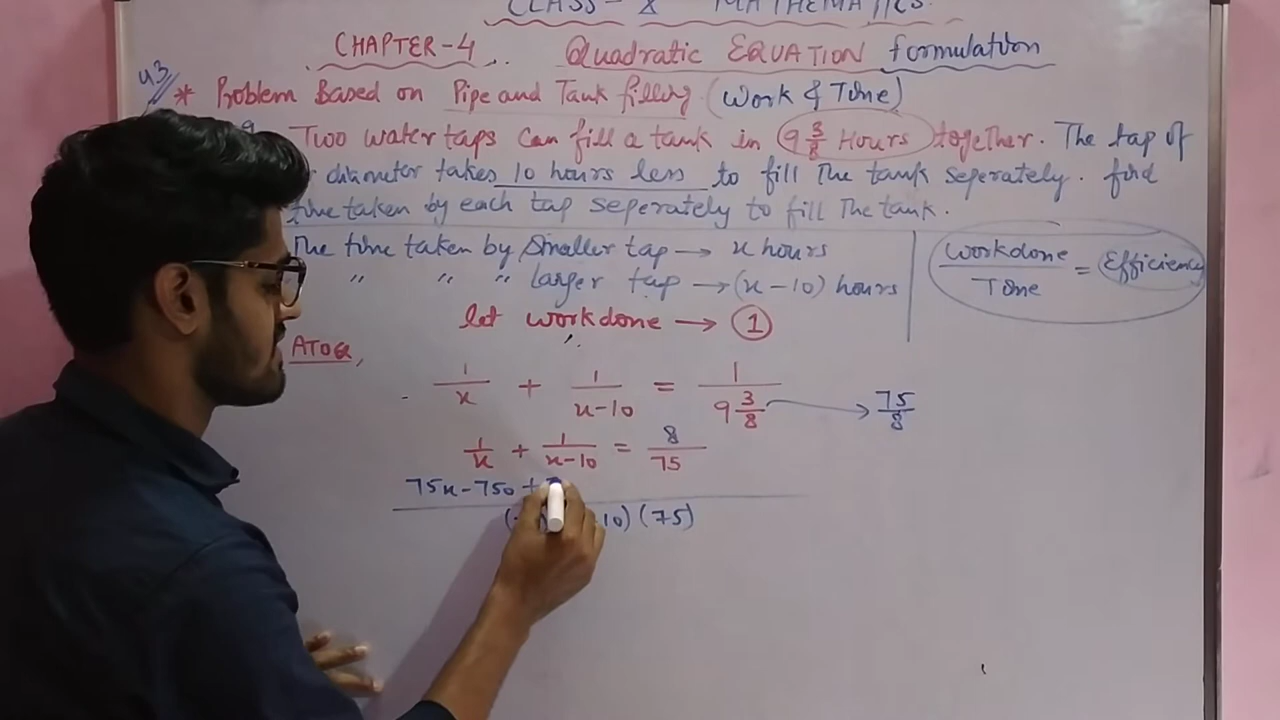 CLASS- X MATHEMATICS.
CHAPTER-4 .. Quadratic EQUATION formulation
43
* Problem Based on Pipe and Tank filling (Work & Time)
Two water taps Can fill a tank in 9 3/8 Hours together. The tap of
diameter takes 10 hours less to fill The tank seperately. find
time taken by each tap seperately to fill The tank.
The time taken by Smaller tap → x hours
" " " larger tap → (x-10) hours
let workdone → 1
Workdone / Time = Efficiency
ATOQ,
1/x + 1/(x-10) = 1/(9 3/8) → 75/8
1/x + 1/(x-10) = 8/75
75x-750 +
10) (75)